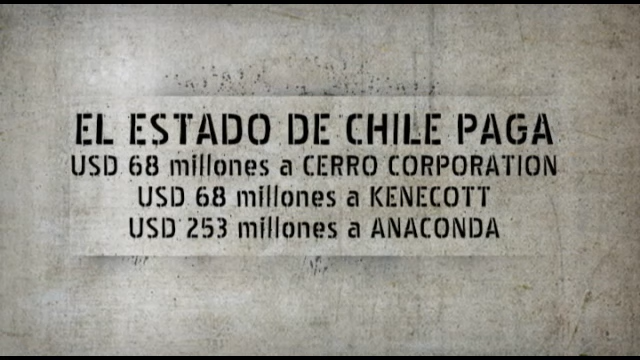 EL ESTADO DE CHILE PAGA
USD 68 millones a CERRO CORPORATION
USD 68 millones a KENECOTT
USD 253 millones a ANACONDA